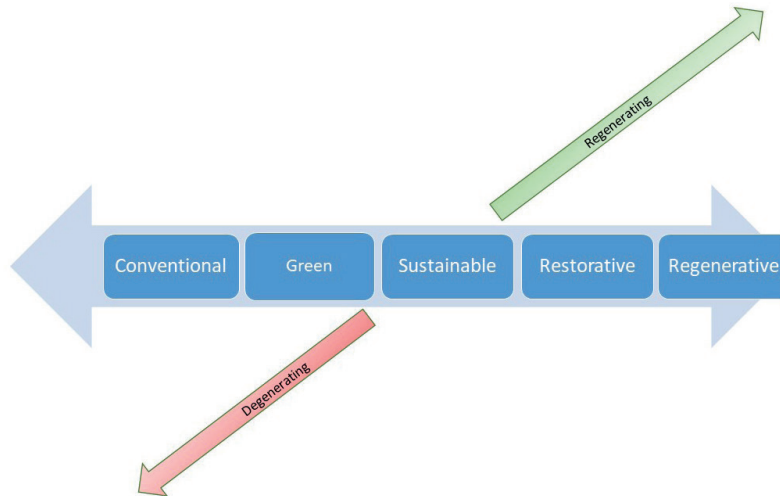 Regenerating
Conventional
Green
Sustainable
Restorative
Regenerative
Degenerating